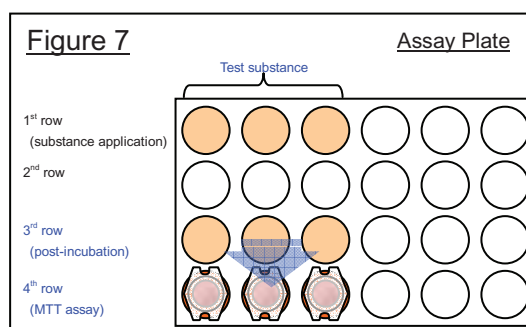 Figure 7
Assay Plate
Test substance
1st row
(substance application)
2nd row
3rd row
(post-incubation)
4th row
(MTT assay)